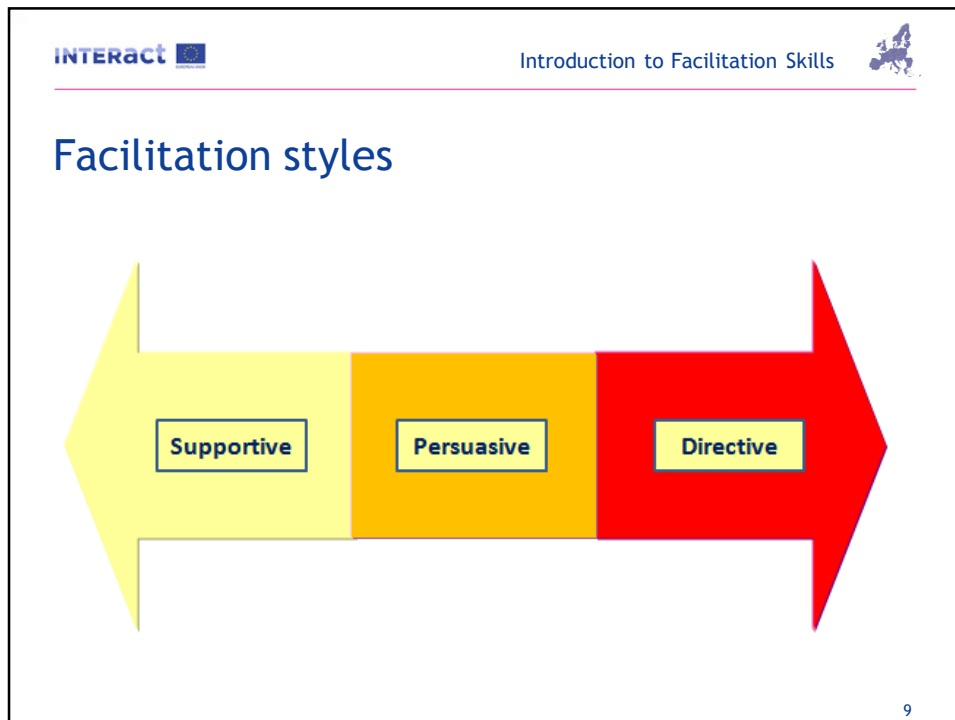 INTERact
Introduction to Facilitation Skills
Facilitation styles
Supportive
Persuasive
Directive
9